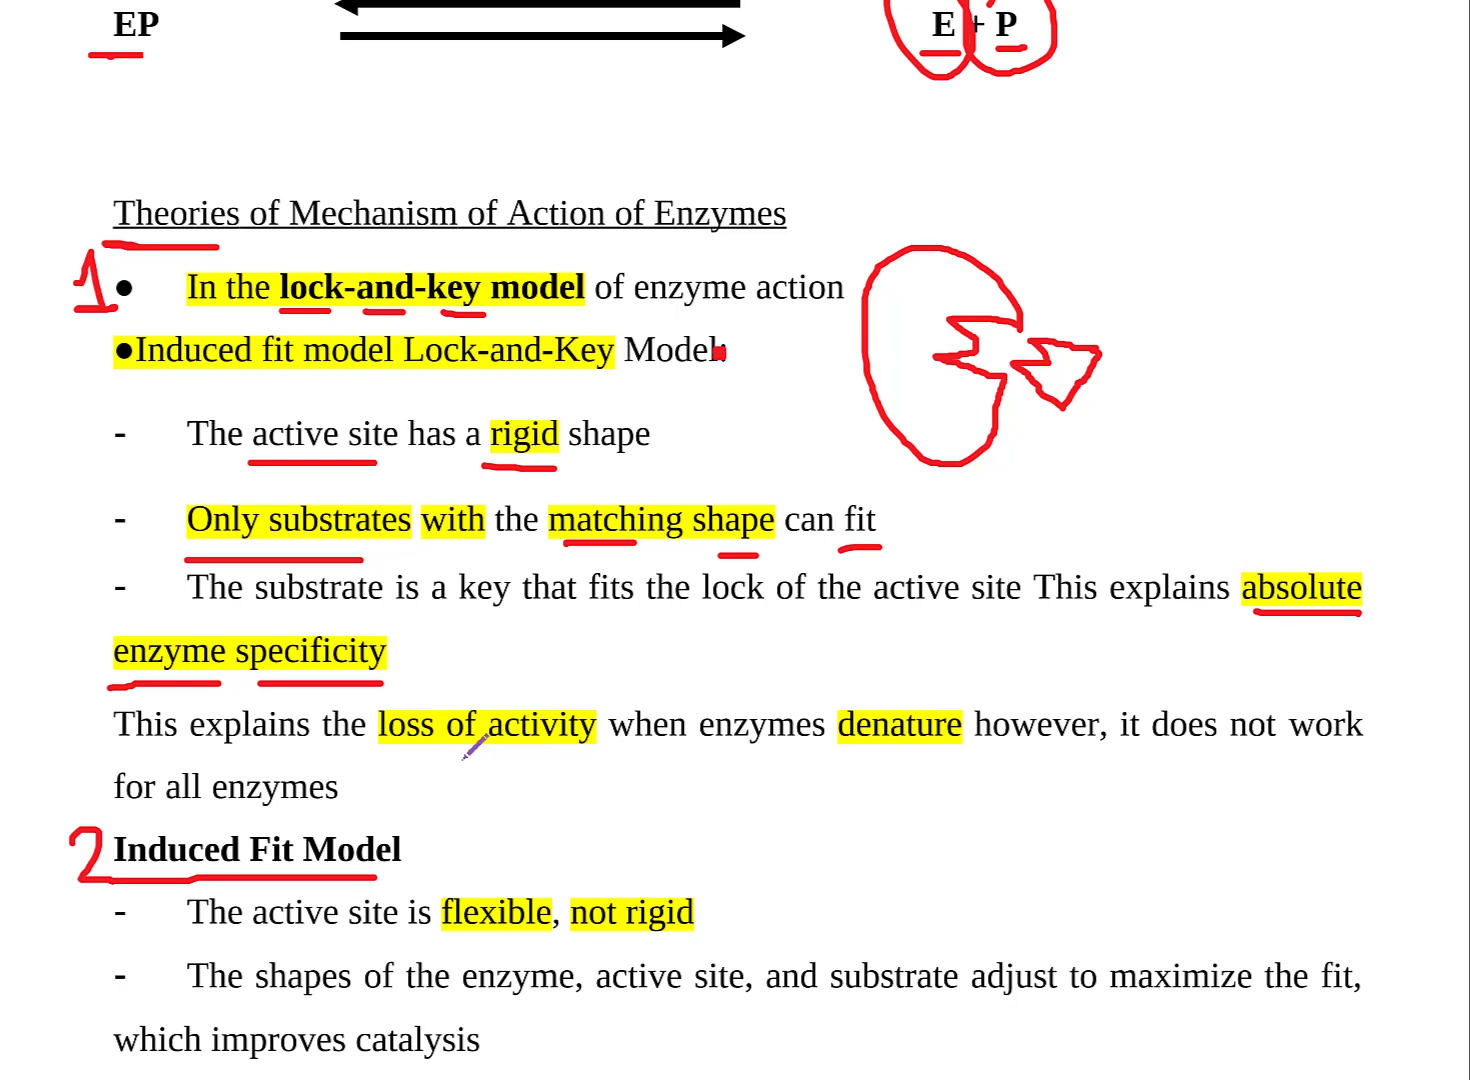 EP E + P
Theories of Mechanism of Action of Enzymes
1 ● In the lock-and-key model of enzyme action
●Induced fit model Lock-and-Key Model:
- The active site has a rigid shape
- Only substrates with the matching shape can fit
- The substrate is a key that fits the lock of the active site This explains absolute
enzyme specificity
This explains the loss of activity when enzymes denature however, it does not work
for all enzymes
2 Induced Fit Model
- The active site is flexible, not rigid
- The shapes of the enzyme, active site, and substrate adjust to maximize the fit,
which improves catalysis